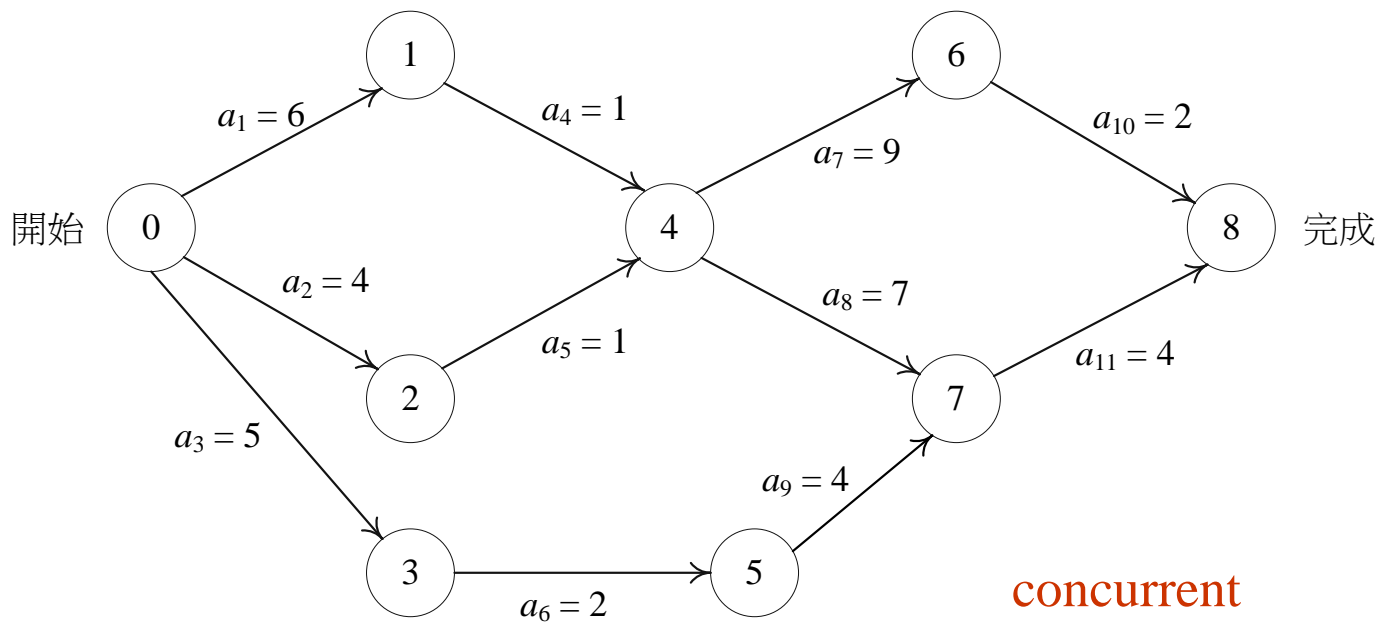 1
6
a₁ = 6
a₄ = 1
a₁₀ = 2
a₇ = 9
開始
0
4
8
完成
a₂ = 4
a₈ = 7
a₅ = 1
a₁₁ = 4
2
7
a₃ = 5
a₉ = 4
3
5
a₆ = 2
concurrent